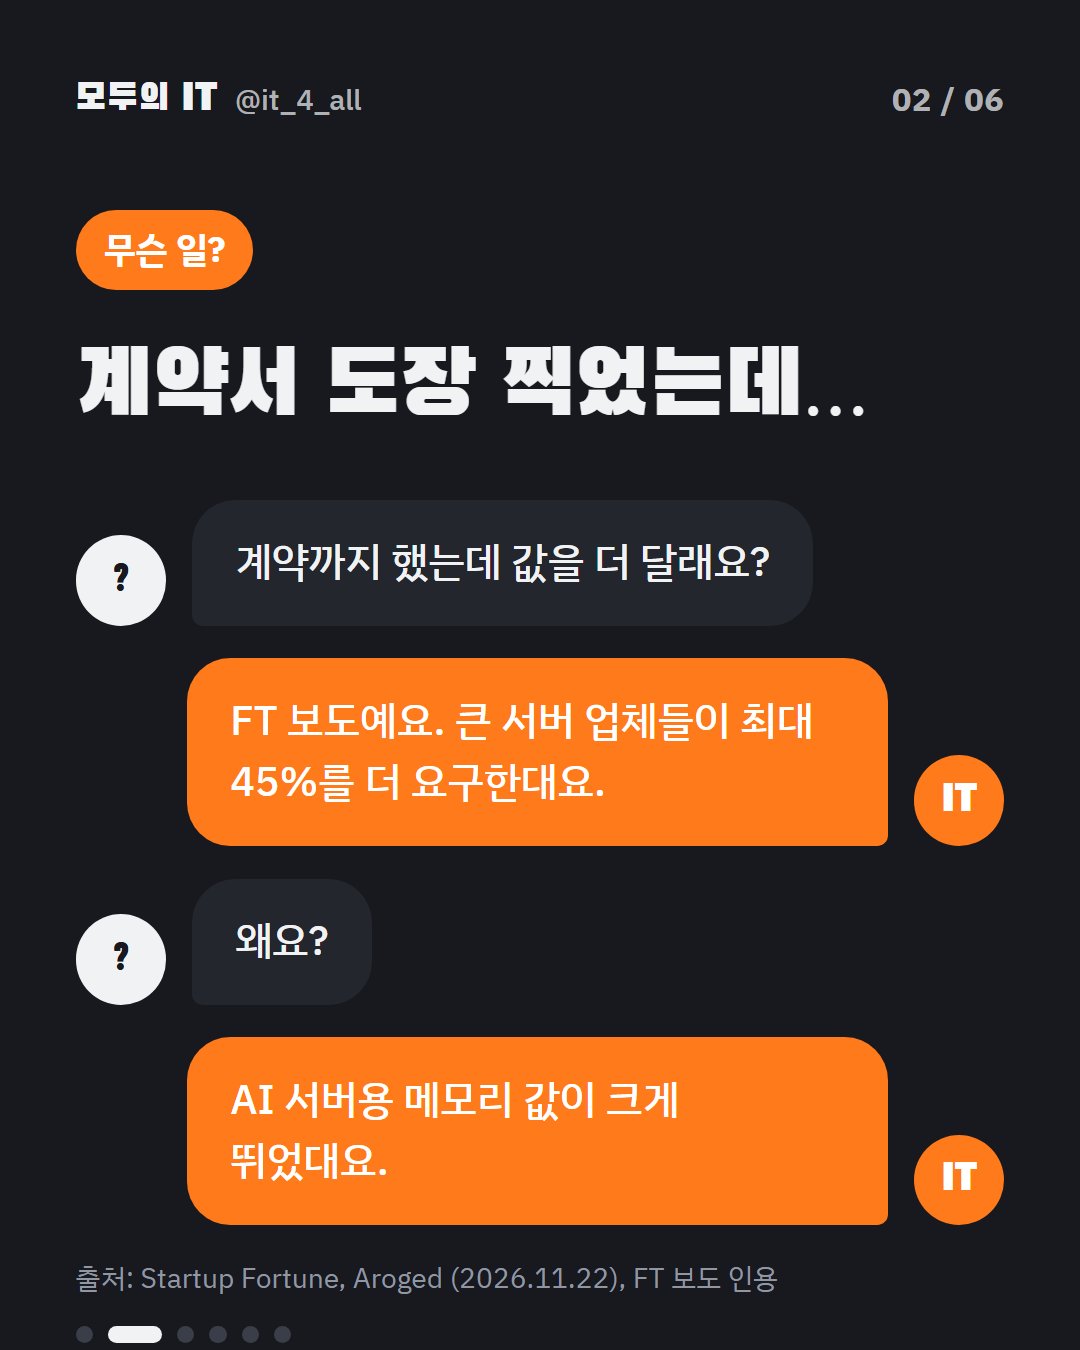 모두의 IT @it_4_all
02 / 06
무슨 일?
계약서 도장 찍었는데...
?
계약까지 했는데 값을 더 달래요?
FT 보도예요. 큰 서버 업체들이 최대
45%를 더 요구한대요.
IT
?
왜요?
AI 서버용 메모리 값이 크게
뛰었대요.
IT
출처: Startup Fortune, Aroged (2026.11.22), FT 보도 인용